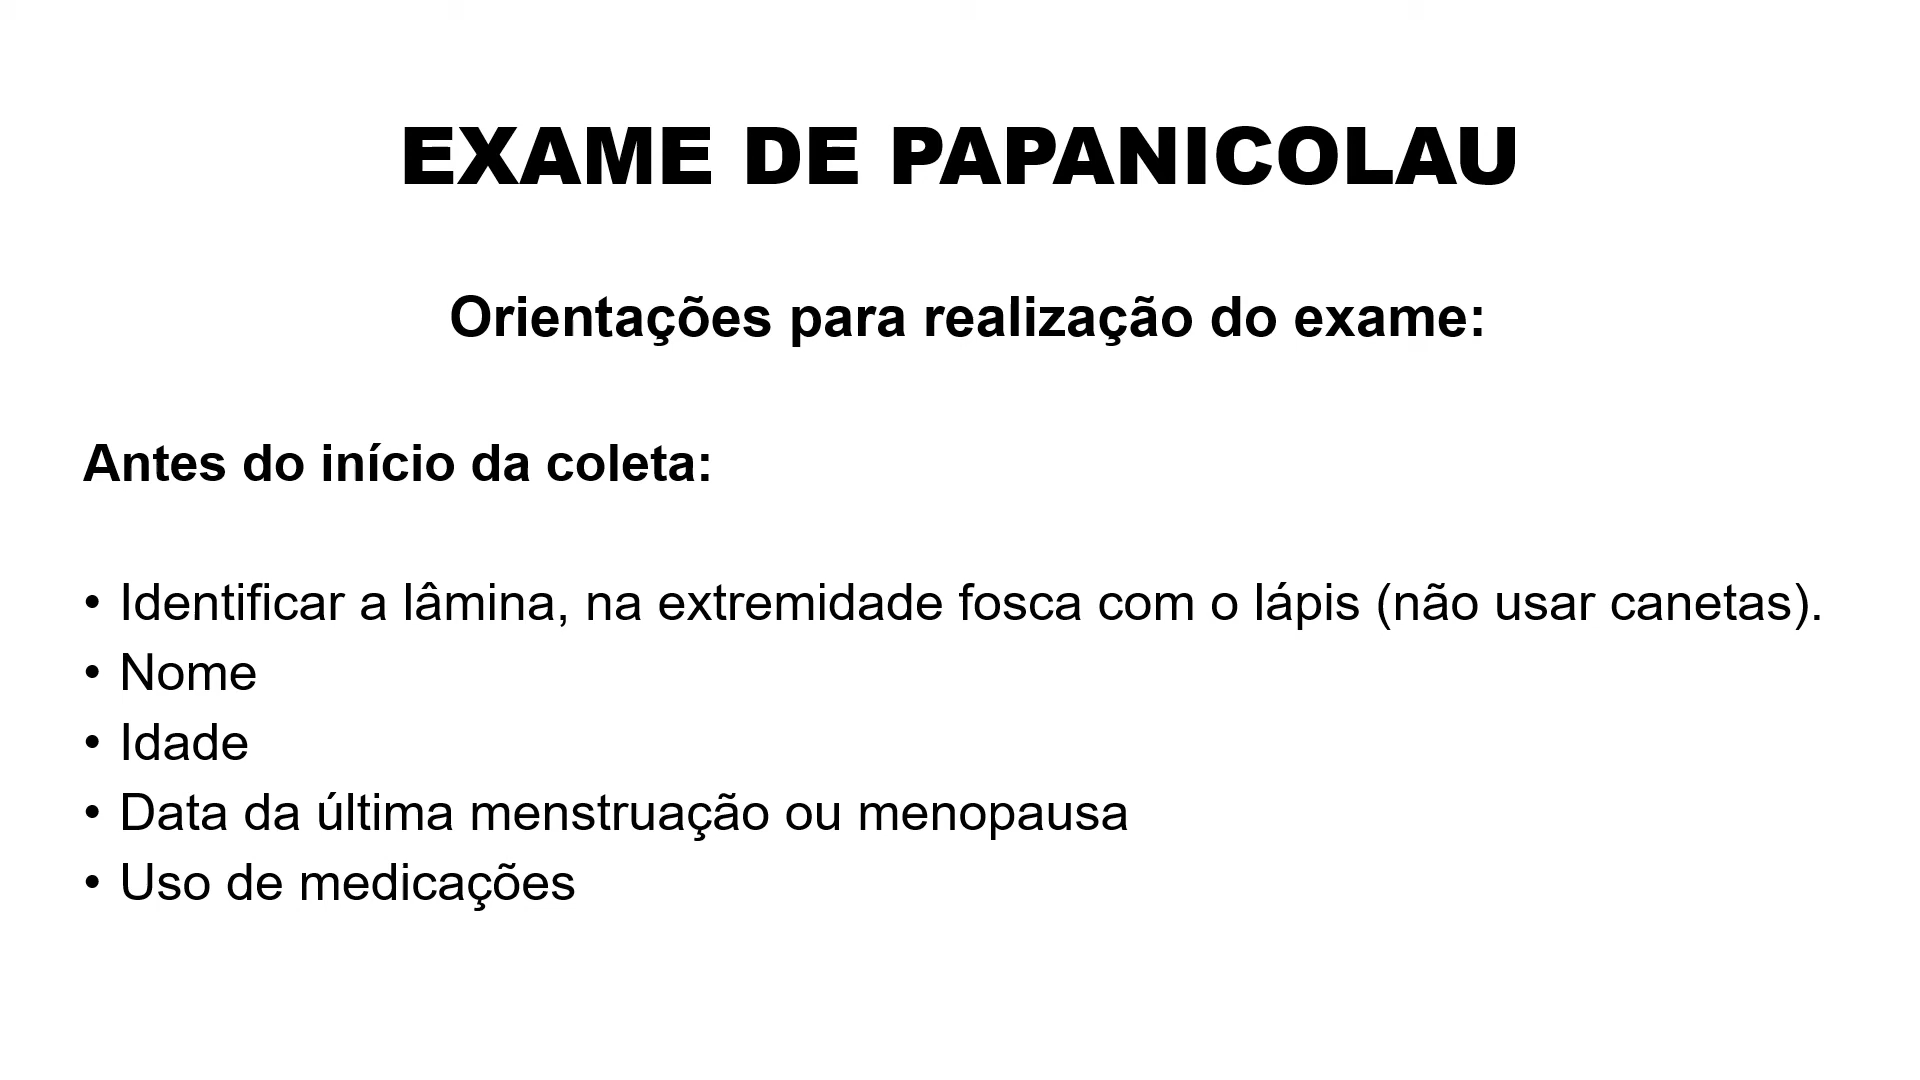 EXAME DE PAPANICOLAU
Orientações para realização do exame:
Antes do início da coleta:
• Identificar a lâmina, na extremidade fosca com o lápis (não usar canetas).
• Nome
• Idade
• Data da última menstruação ou menopausa
• Uso de medicações